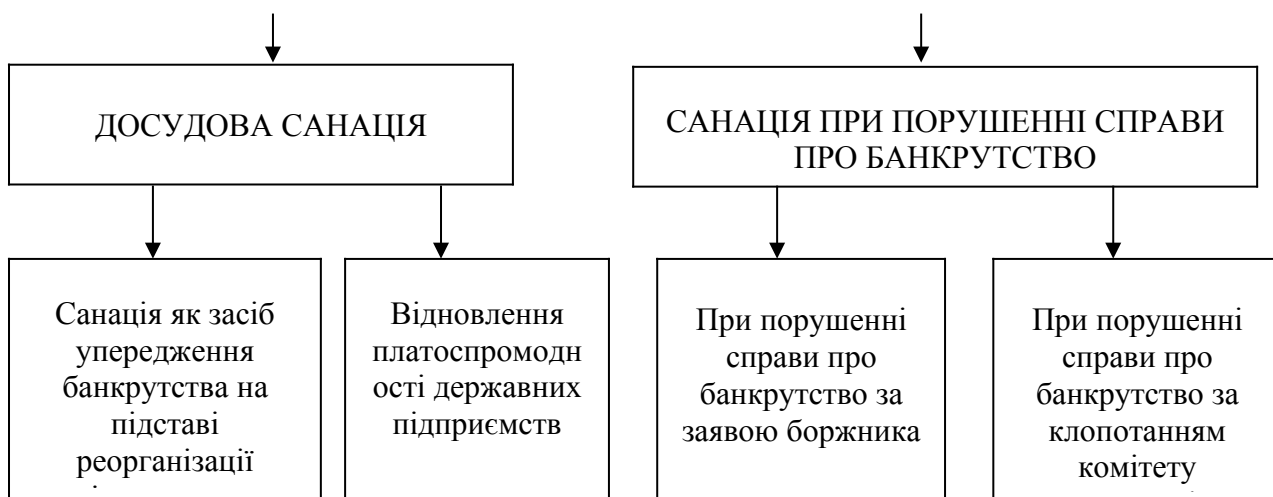 ДОСУДОВА САНАЦІЯ
САНАЦІЯ ПРИ ПОРУШЕННІ СПРАВИ
ПРО БАНКРУТСТВО
Санація як засіб
упередження
банкрутства на
підставі
реорганізації
Відновлення
платоспромодн
ості державних
підприємств
При порушенні
справи про
банкрутство за
заявою боржника
При порушенні
справи про
банкрутство за
клопотанням
комітету